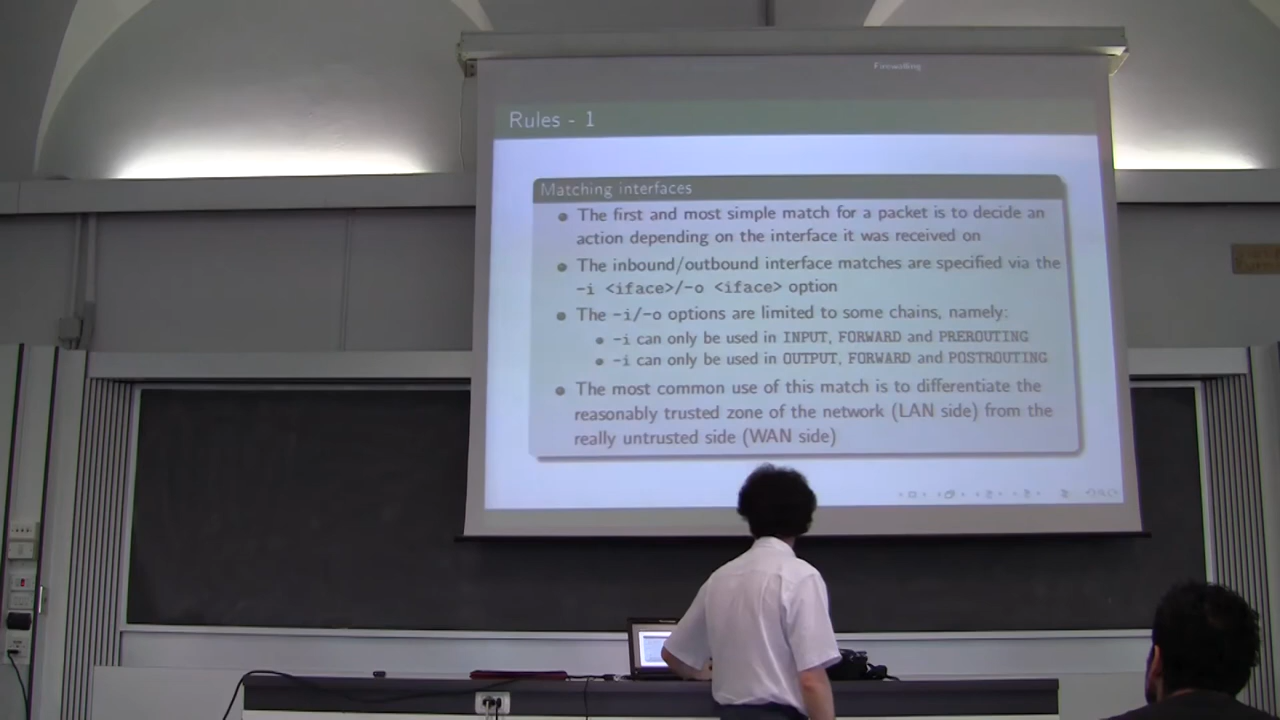 Firewalling
Rules - 1
Matching interfaces
The first and most simple match for a packet is to decide an
action depending on the interface it was received on
The inbound/outbound interface matches are specified via the
-i <iface>/-o <iface> option
The -i/-o options are limited to some chains, namely:
-i can only be used in INPUT, FORWARD and PREROUTING
-i can only be used in OUTPUT, FORWARD and POSTROUTING
The most common use of this match is to differentiate the
reasonably trusted zone of the network (LAN side) from the
really untrusted side (WAN side)